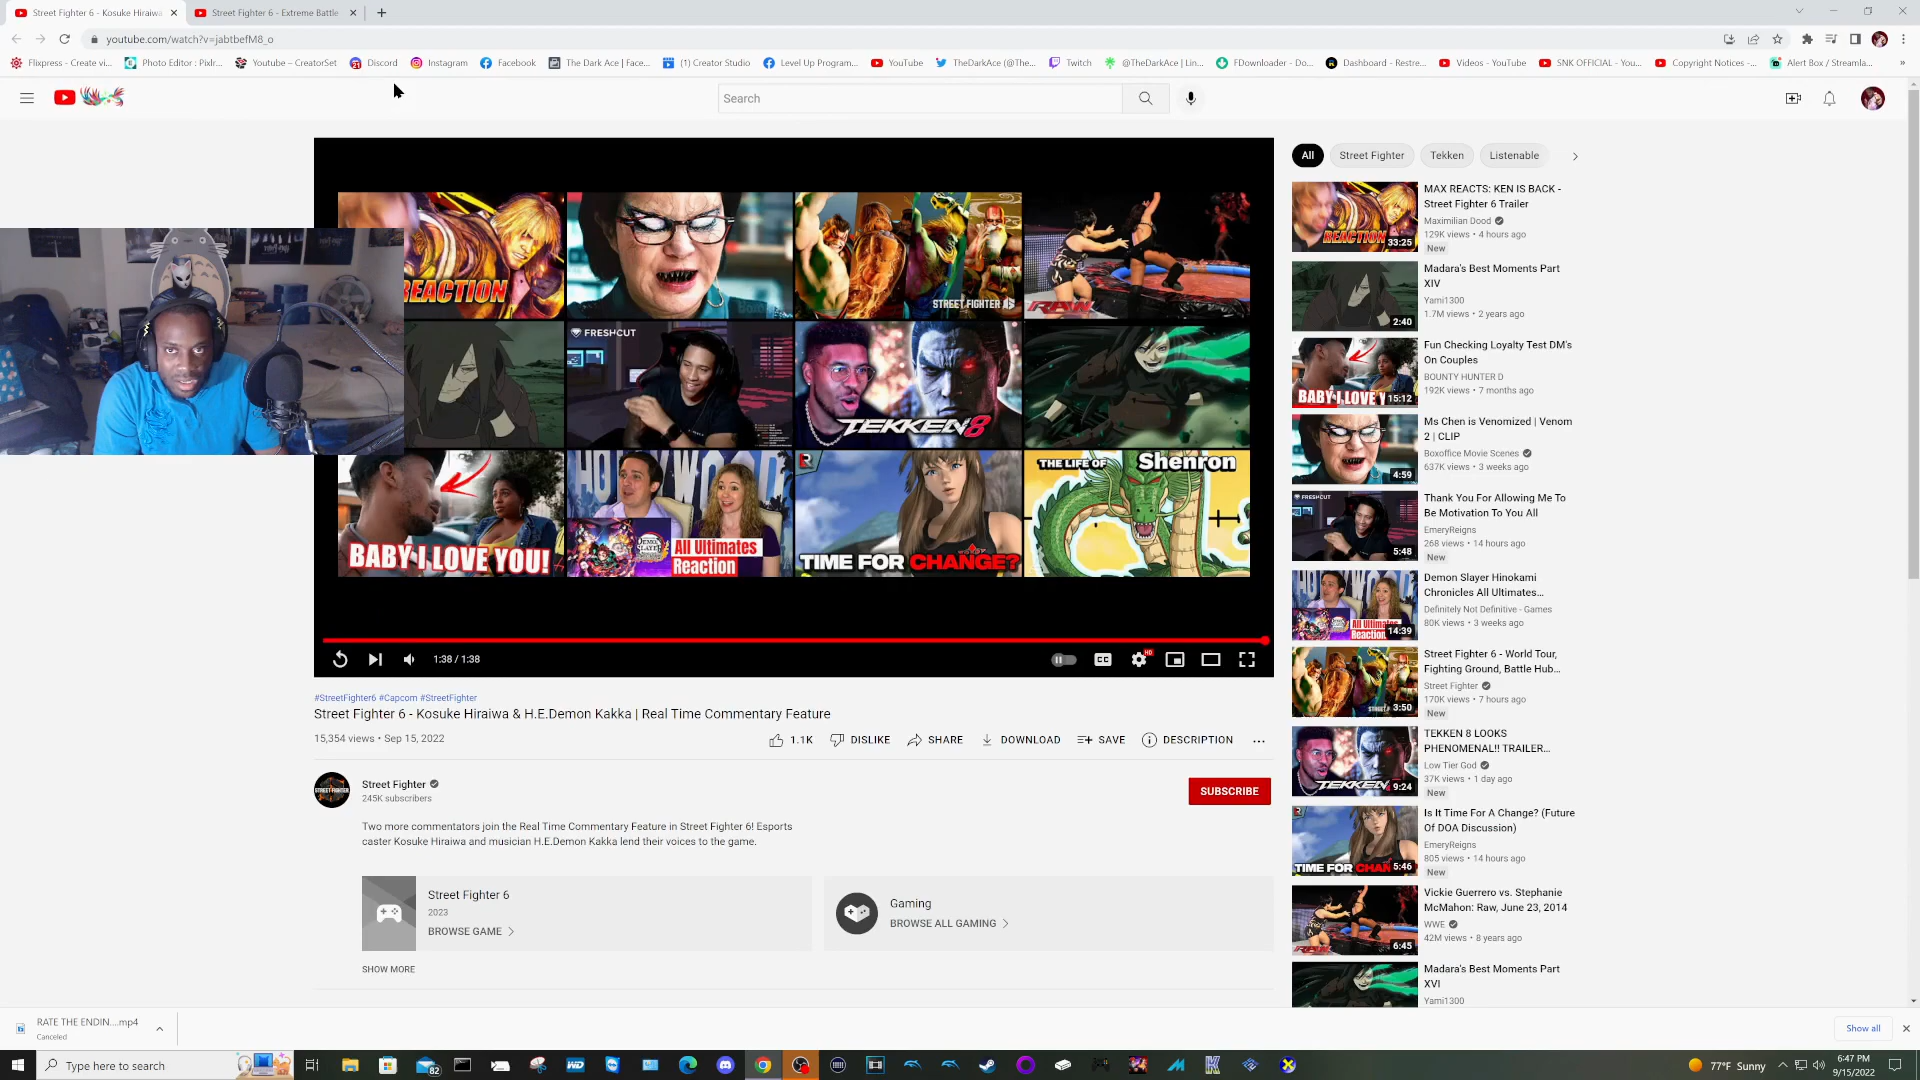 Street Fighter 6 - Kosuke Hiraiwa
Street Fighter 6 - Extreme Battle
youtube.com/watch?v=jabtbefM8_o
Flixpress - Create vi...
Photo Editor : Pixlr...
Youtube – CreatorSet
Discord
Instagram
Facebook
The Dark Ace | Face...
(1) Creator Studio
Level Up Program...
YouTube
TheDarkAce (@The...
Twitch
@TheDarkAce | Lin...
FDownloader - Do...
Dashboard - Restre...
Videos - YouTube
SNK OFFICIAL - You...
Copyright Notices -...
Alert Box / Streamla...
Search
All
Street Fighter
Tekken
Listenable
REACTION
STREET FIGHTER 6
RAW
FRESHCUT
TEKKEN 8
BABY I LOVE YOU!
HOLLYWOOD
DEMON SLAYER
All Ultimates
Reaction
TIME FOR CHANGE?
THE LIFE OF Shenron
1:38 / 1:38
CC
HD
#StreetFighter6 #Capcom #StreetFighter
Street Fighter 6 - Kosuke Hiraiwa & H.E.Demon Kakka | Real Time Commentary Feature
15,354 views • Sep 15, 2022
1.1K
DISLIKE
SHARE
DOWNLOAD
SAVE
DESCRIPTION
Street Fighter
245K subscribers
SUBSCRIBE
Two more commentators join the Real Time Commentary Feature in Street Fighter 6! Esports
caster Kosuke Hiraiwa and musician H.E.Demon Kakka lend their voices to the game.
Street Fighter 6
2023
BROWSE GAME
Gaming
BROWSE ALL GAMING
SHOW MORE
REACTION
33:25
MAX REACTS: KEN IS BACK -
Street Fighter 6 Trailer
Maximilian Dood
129K views • 4 hours ago
New
2:40
Madara's Best Moments Part
XIV
Yami1300
1.7M views • 2 years ago
BABY I LOVE Y
15:12
Fun Checking Loyalty Test DM's
On Couples
BOUNTY HUNTER D
192K views • 7 months ago
4:59
Ms Chen is Venomized | Venom
2 | CLIP
Boxoffice Movie Scenes
637K views • 3 weeks ago
FRESHCUT
5:48
Thank You For Allowing Me To
Be Motivation To You All
EmeryReigns
268 views • 14 hours ago
New
All Ultimates
Reaction
14:39
Demon Slayer Hinokami
Chronicles All Ultimates...
Definitely Not Definitive - Games
80K views • 3 weeks ago
3:50
Street Fighter 6 - World Tour,
Fighting Ground, Battle Hub...
Street Fighter
170K views • 7 hours ago
New
TEKKEN
9:24
TEKKEN 8 LOOKS
PHENOMENAL!! TRAILER...
Low Tier God
37K views • 1 day ago
New
TIME FOR CHAN
5:46
Is It Time For A Change? (Future
Of DOA Discussion)
EmeryReigns
805 views • 14 hours ago
New
RAW
6:45
Vickie Guerrero vs. Stephanie
McMahon: Raw, June 23, 2014
WWE
42M views • 8 years ago
Madara's Best Moments Part
XVI
Yami1300
RATE THE ENDIN....mp4
Canceled
Show all
Type here to search
82
77°F Sunny
6:47 PM
9/15/2022